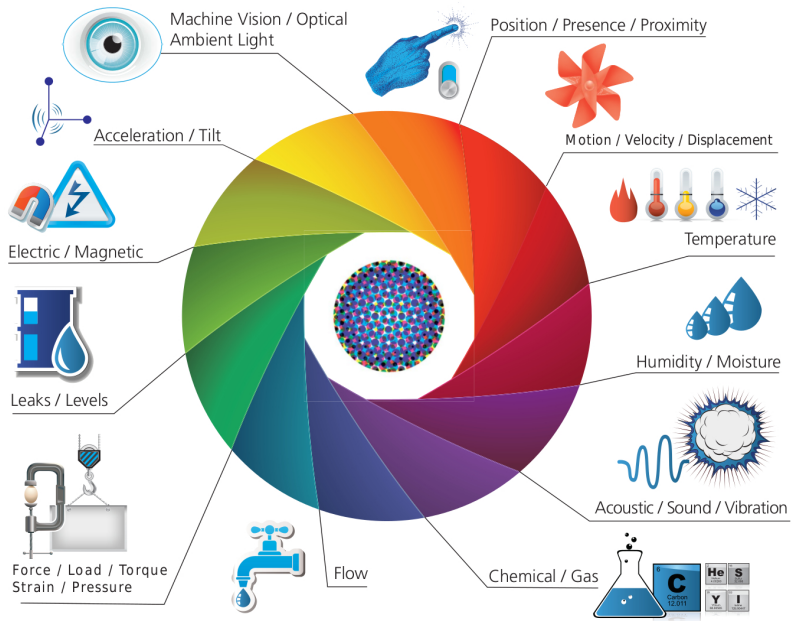 Machine Vision / Optical
Ambient Light
Position / Presence / Proximity
Acceleration / Tilt
Motion / Velocity / Displacement
Electric / Magnetic
Temperature
Leaks / Levels
Humidity / Moisture
Acoustic / Sound / Vibration
Force / Load / Torque
Strain / Pressure
Flow
Chemical / Gas
6
C
Carbon
12.011
He
S
Y
I